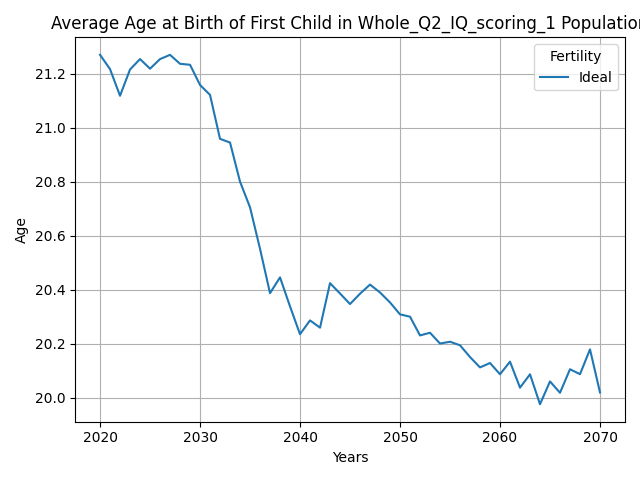 Average Age at Birth of First Child in Whole_Q2_IQ_scoring_1 Population
Fertility
Ideal
21.2
21.0
20.8
20.6
20.4
20.2
20.0
Age
2020 2030 2040 2050 2060 2070
Years